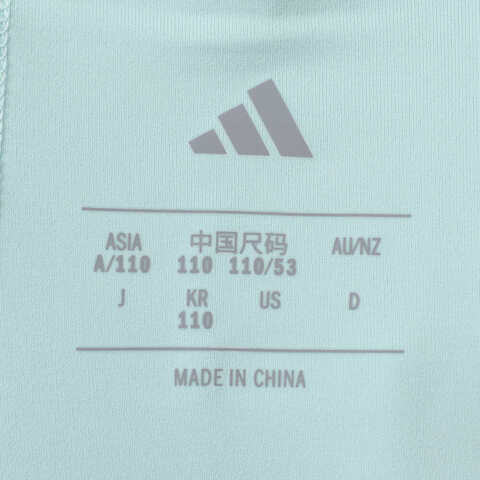 ASIA 中国尺码 AU/NZ
A/110 110 110/53
J KR US D
110
MADE IN CHINA